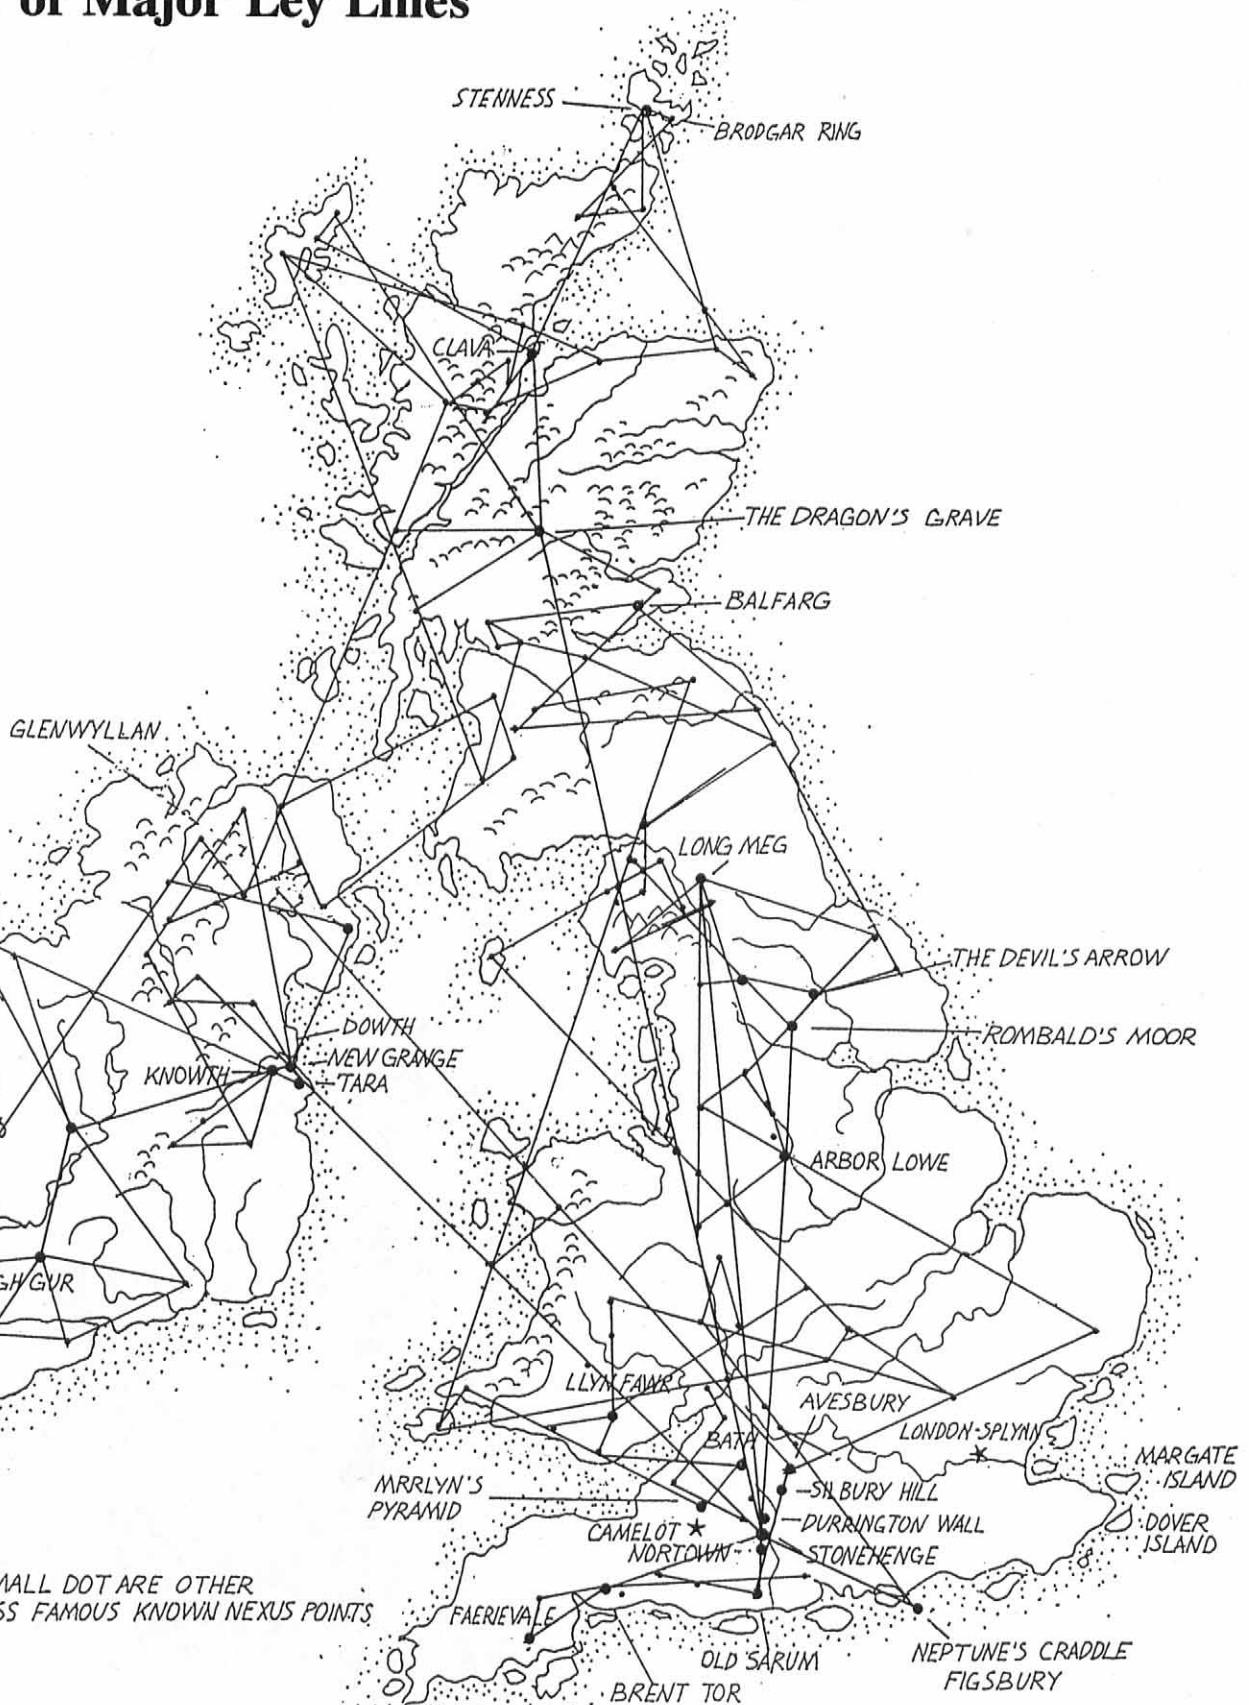 of Major Ley Lines
STENNESS
BRODGAR RING
CLAVA
THE DRAGON'S GRAVE
BALFARG
GLENWYLLAN
LONG MEG
THE DEVIL'S ARROW
DOWTH
ROMBALD'S MOOR
NEW GRANGE
KNOWTH
TARA
ARBOR LOWE
GH GUR
LLYN FAWR
AVESBURY
BATH
LONDON-SPLYNN
MARGATE
ISLAND
MRRLYN'S
PYRAMID
SILBURY HILL
DURRINGTON WALL
DOVER
ISLAND
CAMELOT
NORTOWN
STONEHENGE
MALL DOT ARE OTHER
SS FAMOUS KNOWN NEXUS POINTS
FAERIEVALE
OLD SARUM
NEPTUNE'S CRADDLE
FIGSBURY
BRENT TOR